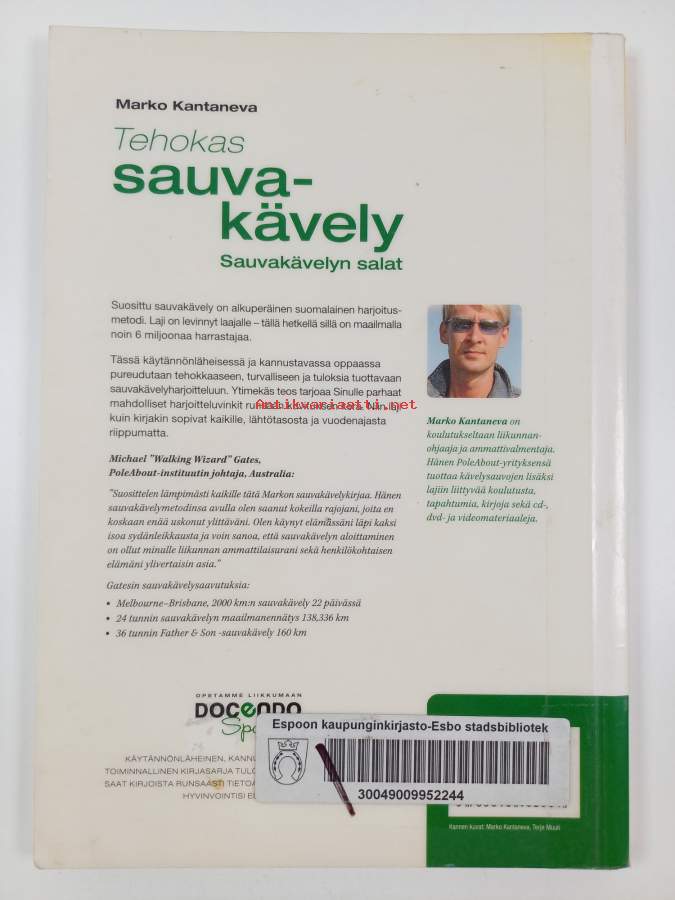 Marko Kantaneva
Tehokas
sauva-
kävely
Sauvakävelyn salat
Suosittu sauvakävely on alkuperäinen suomalainen harjoitus-
metodi. Laji on levinnyt laajalle – tällä hetkellä sillä on maailmalla
noin 6 miljoonaa harrastajaa.
Tässä käytännönläheisessä ja kannustavassa oppaassa
pureudutaan tehokkaaseen, turvalliseen ja tuloksia tuottavaan
sauvakävelyharjoitteluun. Ytimekäs teos tarjoaa Sinulle parhaat
mahdolliset harjoitteluvinkit
Antikvariaatti.net
kuin kirjakin sopivat kaikille, lähtötasosta ja vuodenajasta
riippumatta.
Michael "Walking Wizard" Gates,
PoleAbout-instituutin johtaja, Australia:
"Suosittelen lämpimästi kaikille tätä Markon sauvakävelykirjaa. Hänen
sauvakävelymetodinsa avulla olen saanut kokeilla rajojani, joita en
koskaan enää uskonut ylittäväni. Olen käynyt elämässäni läpi kaksi
isoa sydänleikkausta ja voin sanoa, että sauvakävelyn aloittaminen
on ollut minulle liikunnan ammattilaisurani sekä henkilökohtaisen
elämäni ylivertaisin asia."
Gatesin sauvakävelysaavutuksia:
• Melbourne–Brisbane, 2000 km:n sauvakävely 22 päivässä
• 24 tunnin sauvakävelyn maailmanennätys 138,336 km
• 36 tunnin Father & Son -sauvakävely 160 km
Marko Kantaneva on
koulutukseltaan liikunnan-
ohjaaja ja ammattivalmentaja.
Hänen PoleAbout-yrityksensä
tuottaa kävelysauvojen lisäksi
lajiin liittyvää koulutusta,
tapahtumia, kirjoja sekä cd-,
dvd- ja videomateriaaleja.
OPETAMME LIIKKUMAAN
DOCENDO
Espoon kaupunginkirjasto-Esbo stadsbibliotek
30049009952244
KÄYTÄNNÖNLÄHEINEN,
TOIMINNALLINEN KIRJASARJA
SAAT KIRJOISTA RUNSAASTI
HYVINVOINTISI
Kannen kuvat: Marko Kantaneva, Terje Muuli